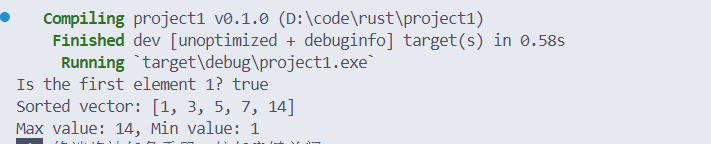 Compiling project1 v0.1.0 (D:\code\rust\project1)
Finished dev [unoptimized + debuginfo] target(s) in 0.58s
Running `target\debug\project1.exe`
Is the first element 1? true
Sorted vector: [1, 3, 5, 7, 14]
Max value: 14, Min value: 1